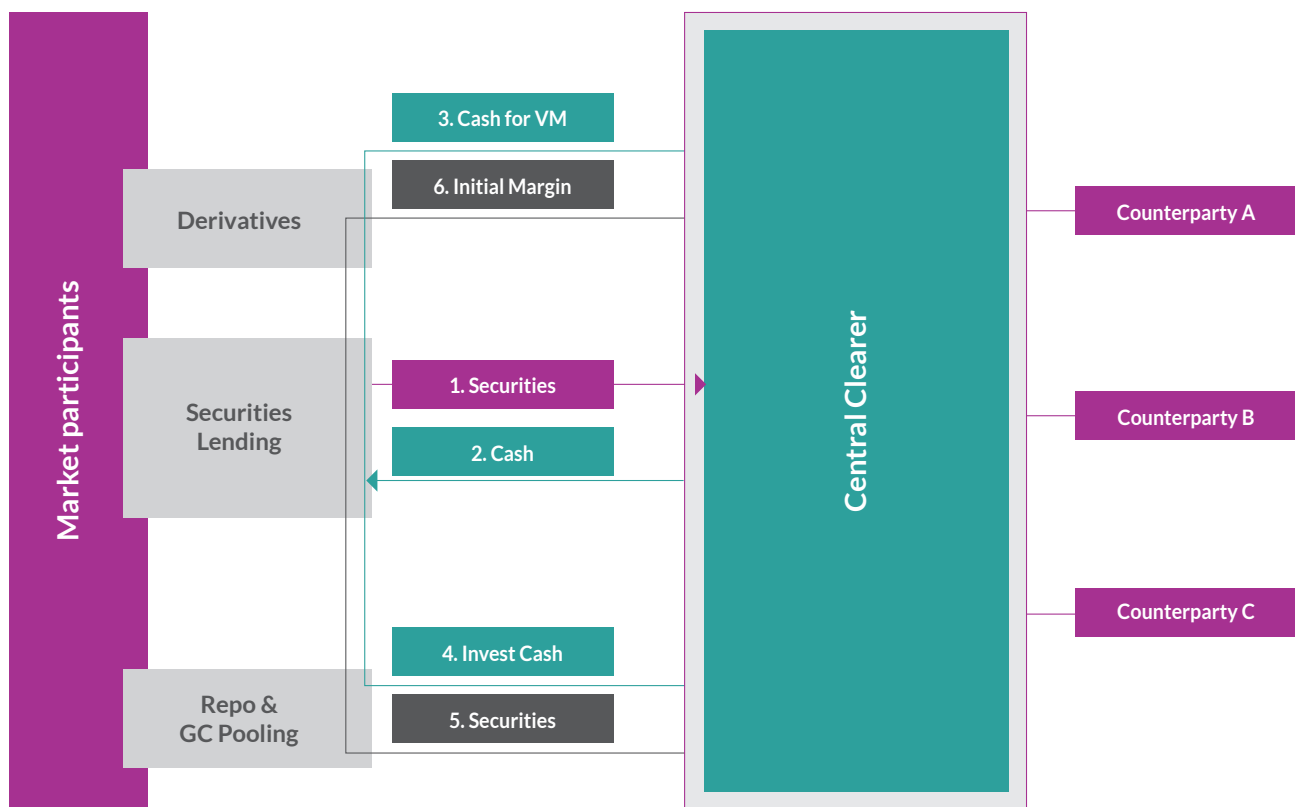 Market participants
Derivatives
Securities
Lending
Repo &
GC Pooling
3. Cash for VM
6. Initial Margin
1. Securities
2. Cash
4. Invest Cash
5. Securities
Central Clearer
Counterparty A
Counterparty B
Counterparty C